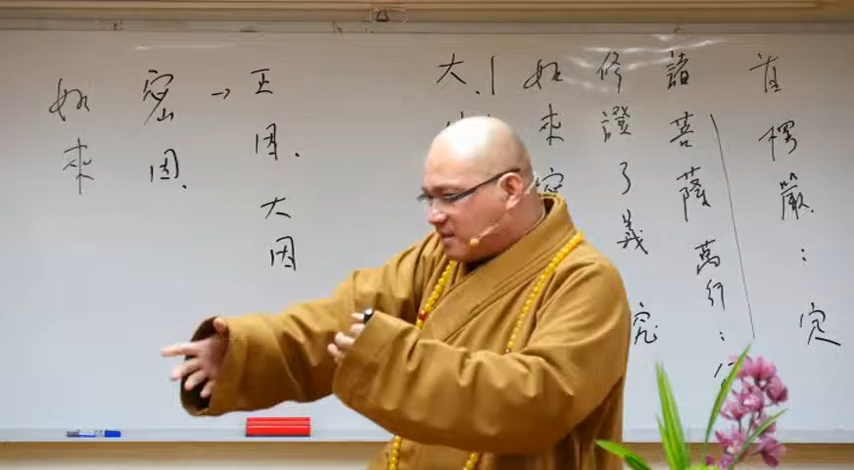 首楞嚴：究
諸菩薩萬行：
修證了義 究
如來密
大
→ 正因. 大因
密因.
如來